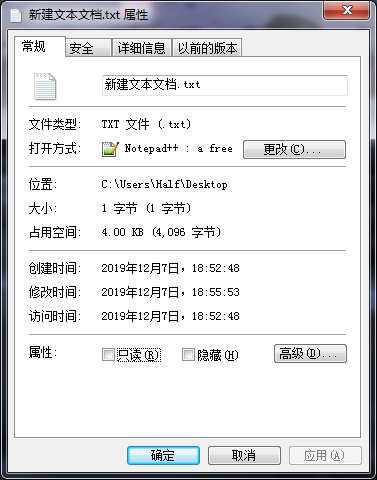 新建文本文档.txt 属性
常规 安全 详细信息 以前的版本
新建文本文档.txt
文件类型: TXT 文件 (.txt)
打开方式: Notepad++ : a free 更改(C)...
位置: C:\Users\Half\Desktop
大小: 1 字节 (1 字节)
占用空间: 4.00 KB (4,096 字节)
创建时间: 2019年12月7日，18:52:48
修改时间: 2019年12月7日，18:55:53
访问时间: 2019年12月7日，18:52:48
属性: 只读(R) 隐藏(H) 高级(D)...
确定 取消 应用(A)